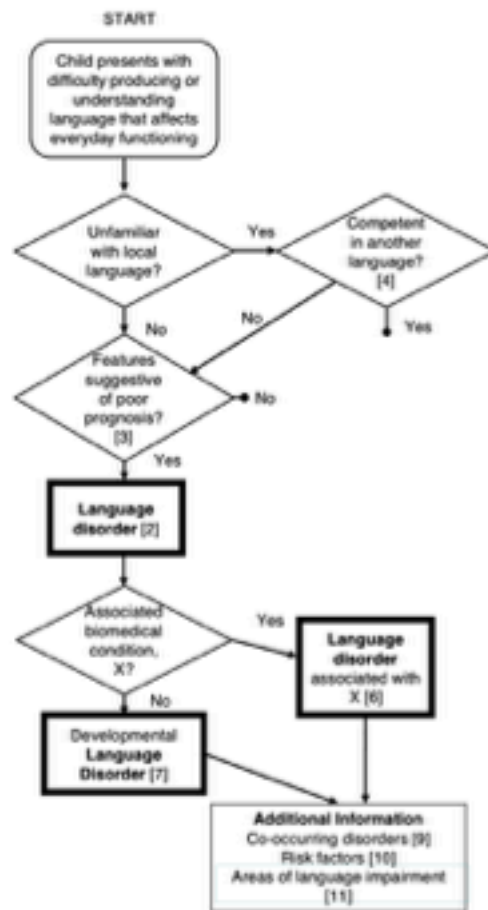 START
Child presents with
difficulty producing or
understanding
language that affects
everyday functioning
Unfamiliar
with local
language?
Yes
Competent
in another
language?
[4]
No
No
Yes
Features
suggestive
of poor
prognosis?
[3]
No
Yes
Language
disorder [2]
Associated
biomedical
condition,
X?
Yes
Language
disorder
associated with
X [6]
No
Developmental
Language
Disorder [7]
Additional Information
Co-occurring disorders [9]
Risk factors [10]
Areas of language impairment
[11]